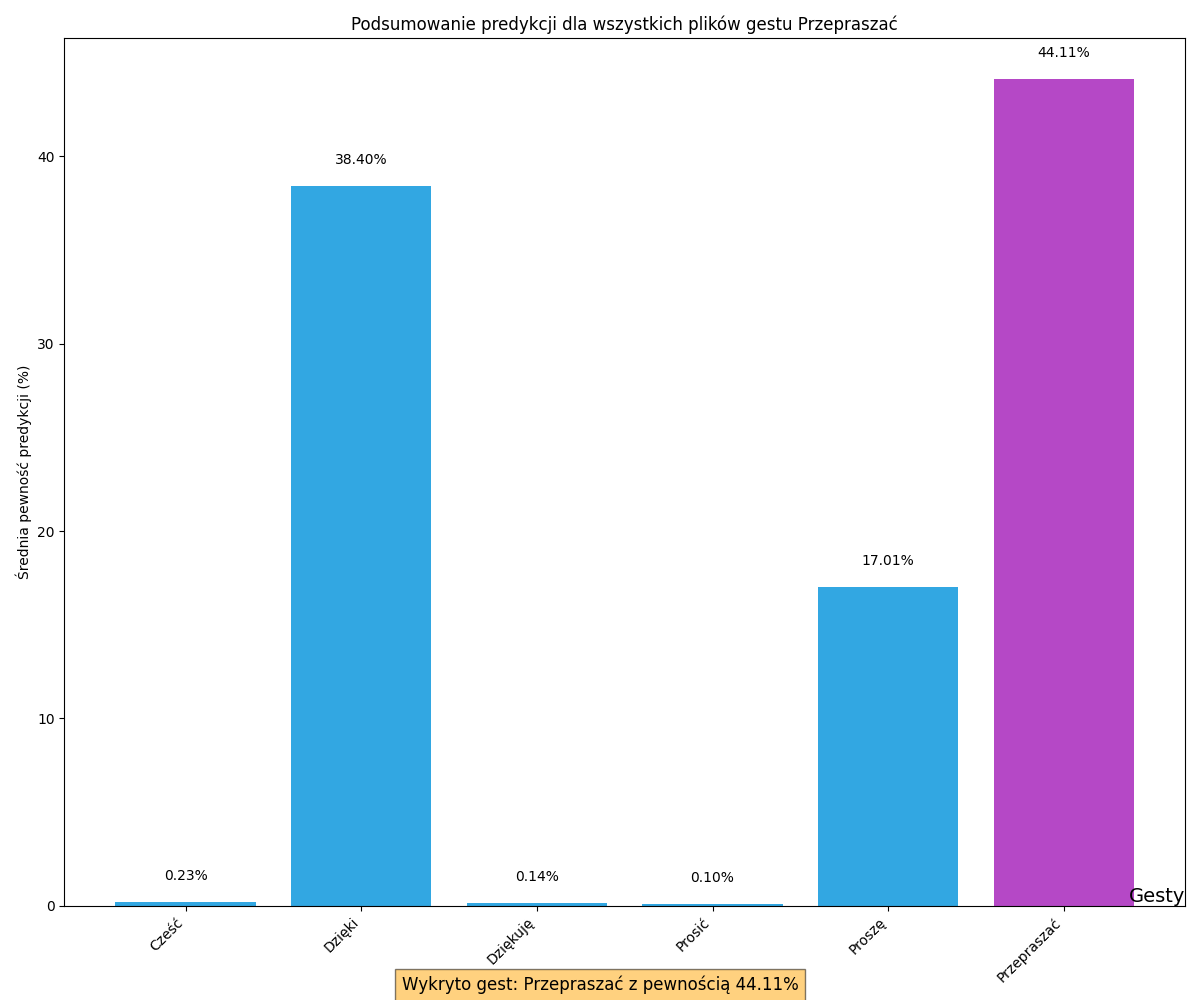 Podsumowanie predykcji dla wszystkich plików gestu Przepraszać
Średnia pewność predykcji (%)
40
30
20
10
0
0.23%
38.40%
0.14%
0.10%
17.01%
44.11%
Gesty
Cześć
Dzięki
Dziękuję
Prosić
Proszę
Przepraszać
Wykryto gest: Przepraszać z pewnością 44.11%